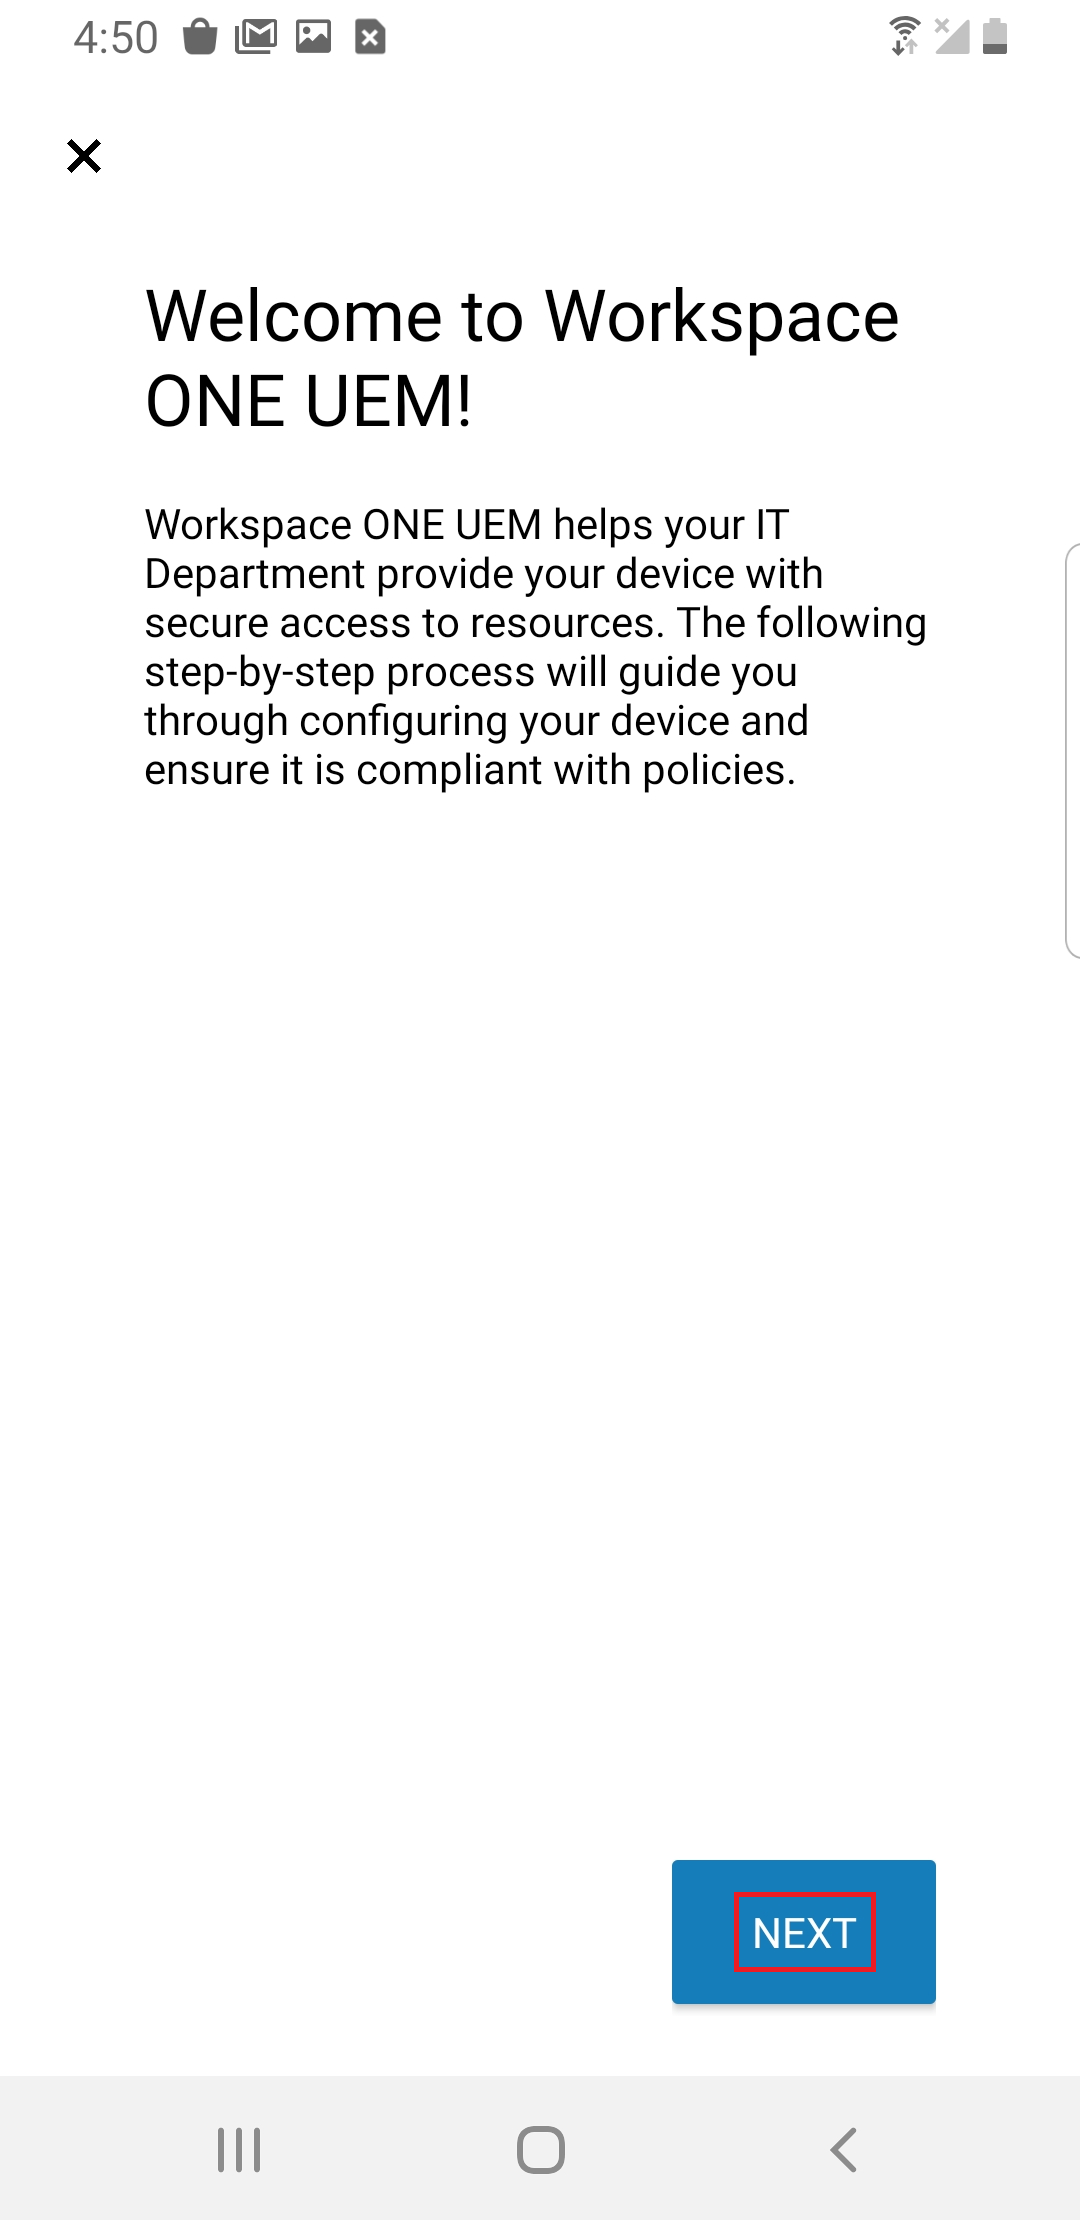 4:50
Welcome to Workspace
ONE UEM!
Workspace ONE UEM helps your IT
Department provide your device with
secure access to resources. The following
step-by-step process will guide you
through configuring your device and
ensure it is compliant with policies.
NEXT